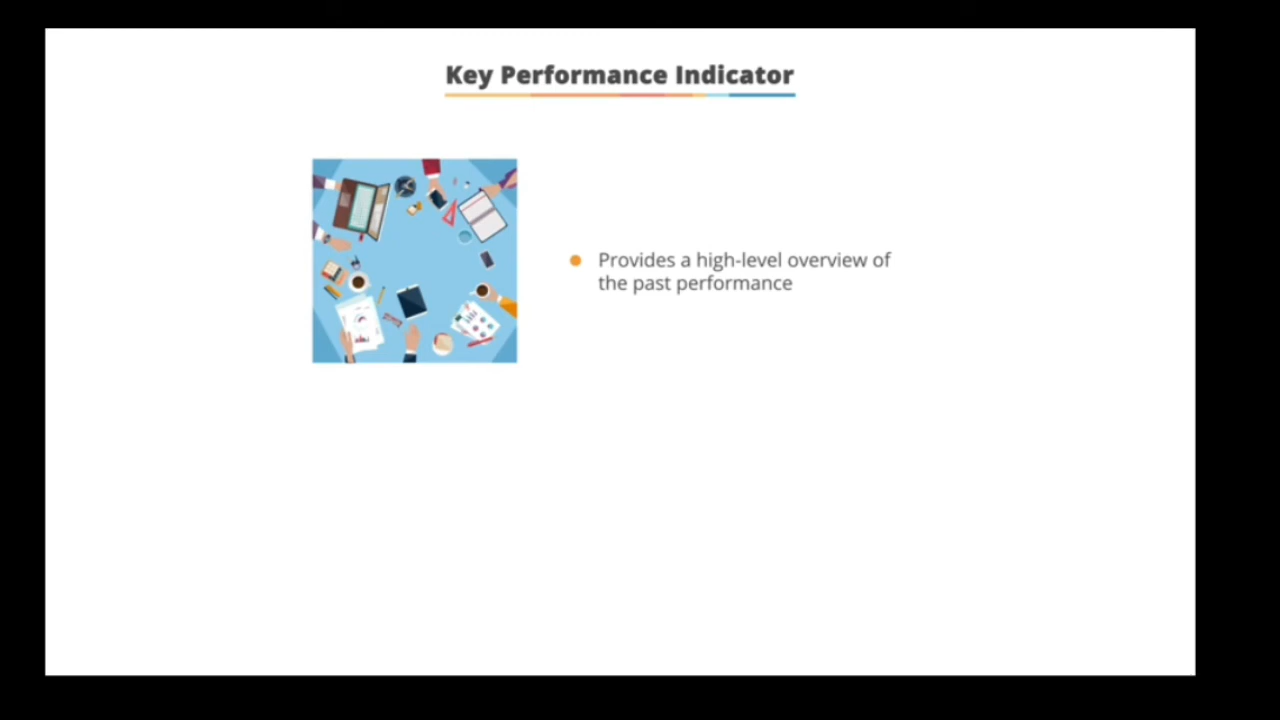 Key Performance Indicator
Provides a high-level overview of
the past performance